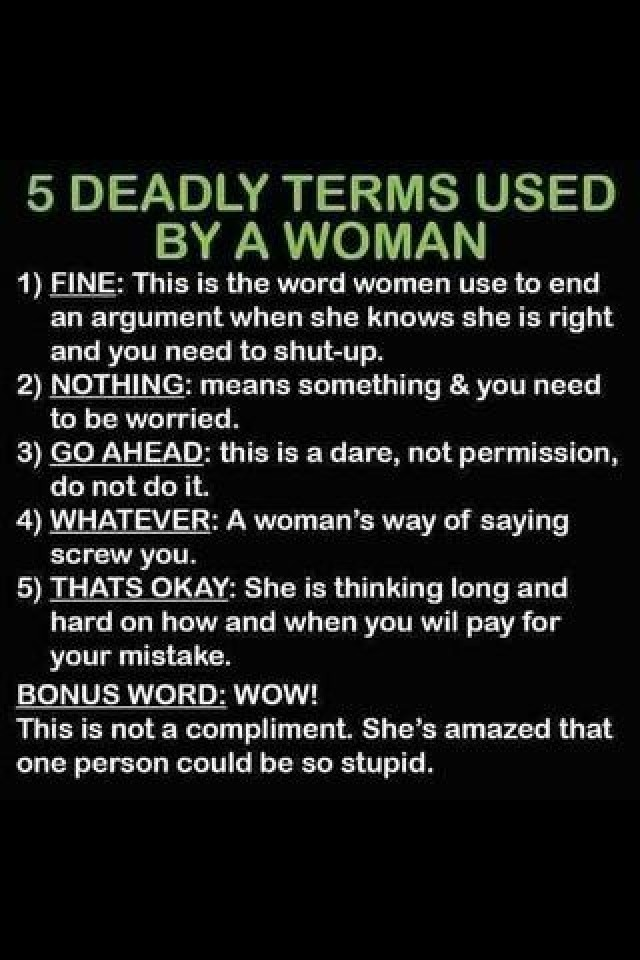 5 DEADLY TERMS USED
BY A WOMAN
1) FINE: This is the word women use to end
an argument when she knows she is right
and you need to shut-up.
2) NOTHING: means something & you need
to be worried.
3) GO AHEAD: this is a dare, not permission,
do not do it.
4) WHATEVER: A woman's way of saying
screw you.
5) THATS OKAY: She is thinking long and
hard on how and when you wil pay for
your mistake.
BONUS WORD: WOW!
This is not a compliment. She's amazed that
one person could be so stupid.